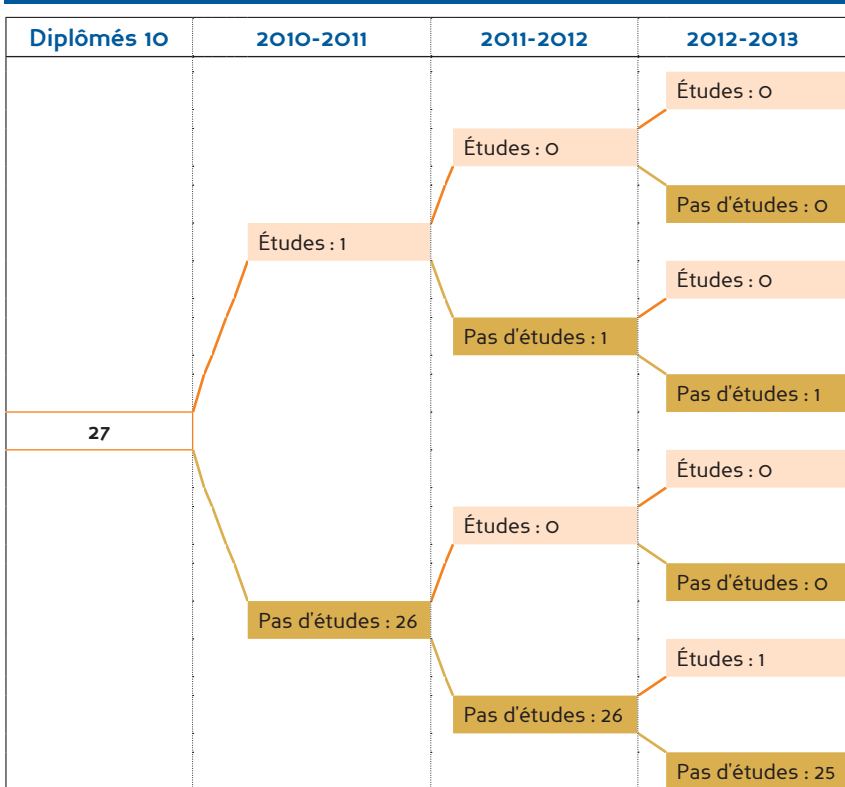 Diplômés 10 2010-2011 2011-2012 2012-2013
Études : 0
Études : 0
Pas d'études : 0
Études : 1
Études : 0
Pas d'études : 1
Pas d'études : 1
27
Études : 0
Études : 0
Pas d'études : 0
Pas d'études : 26
Études : 1
Pas d'études : 26
Pas d'études : 25